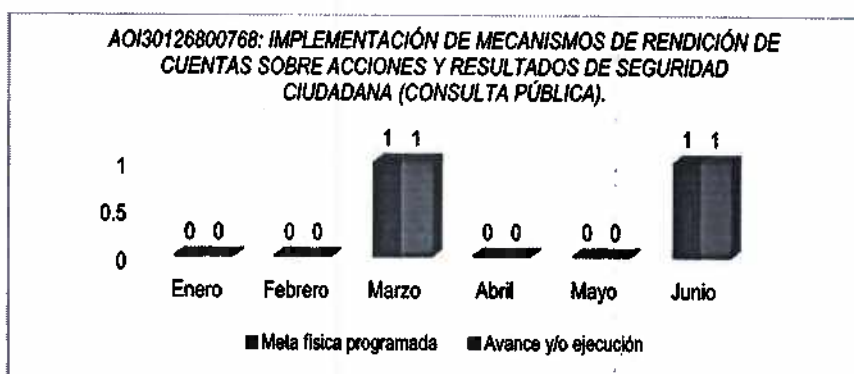 AOI30126800768: IMPLEMENTACIÓN DE MECANISMOS DE RENDICIÓN DE
CUENTAS SOBRE ACCIONES Y RESULTADOS DE SEGURIDAD
CIUDADANA (CONSULTA PÚBLICA).
1 1 1 1
1
0.5
0 0 0 0 0 0 0 0
0
Enero Febrero Marzo Abril Mayo Junio
Meta física programada Avance y/o ejecución